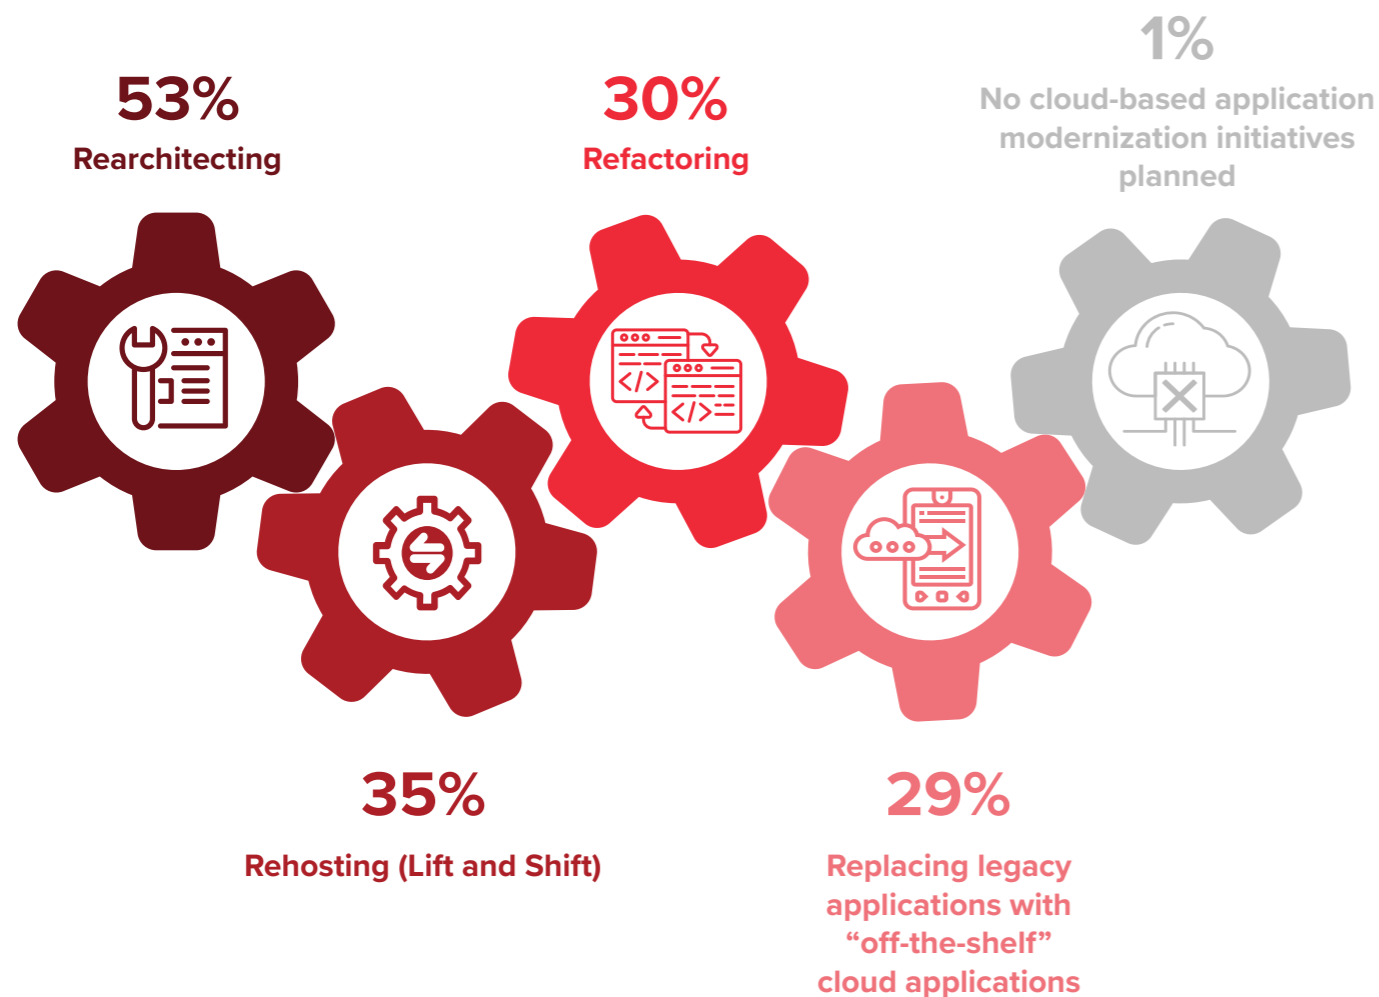 53%
Rearchitecting
30%
Refactoring
1%
No cloud-based application
modernization initiatives
planned
</>
</>
35%
Rehosting (Lift and Shift)
29%
Replacing legacy
applications with
“off-the-shelf”
cloud applications